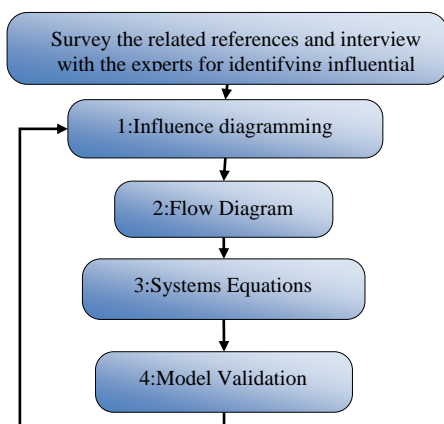 Survey the related references and interview
with the experts for identifying influential
1:Influence diagramming
2:Flow Diagram
3:Systems Equations
4:Model Validation